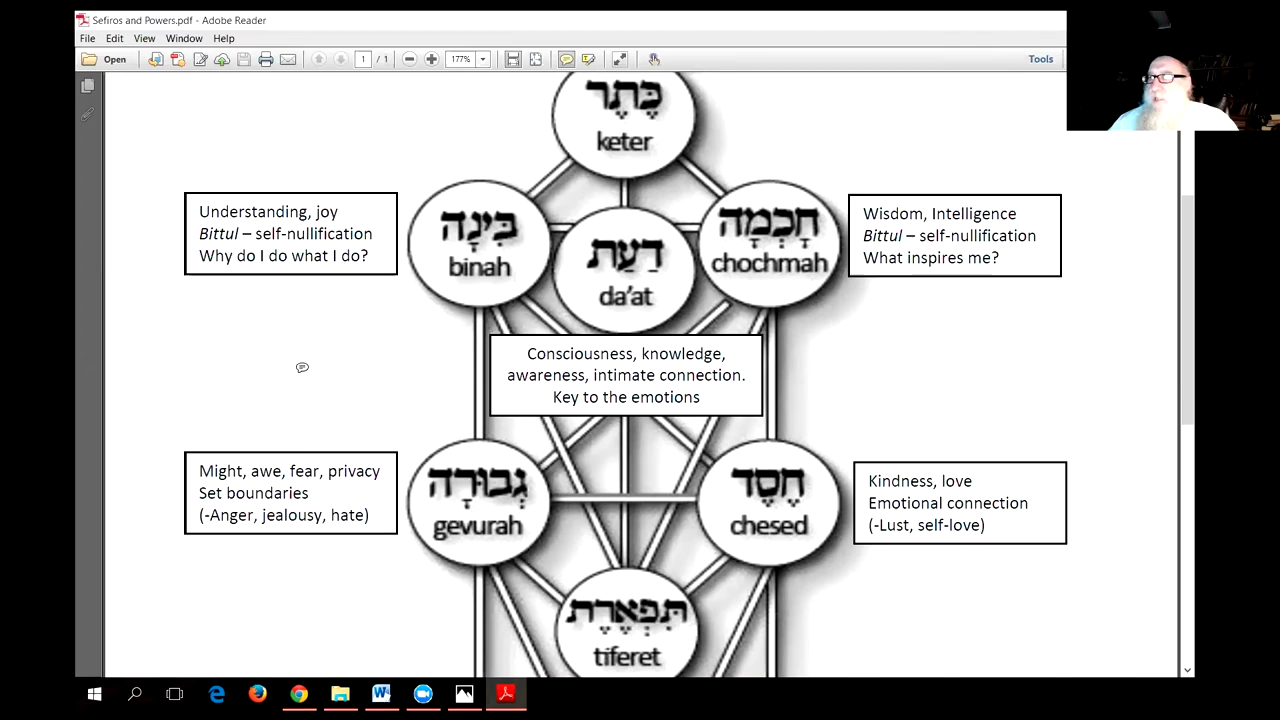 Sefiros and Powers.pdf - Adobe Reader
File Edit View Window Help
Open
1 / 1
177%
Tools
כֶּתֶר
keter
Understanding, joy
Bittul – self-nullification
Why do I do what I do?
בִּינָה
binah
דַעַת
da'at
חָכְמָה
chochmah
Wisdom, Intelligence
Bittul – self-nullification
What inspires me?
Consciousness, knowledge,
awareness, intimate connection.
Key to the emotions
Might, awe, fear, privacy
Set boundaries
(-Anger, jealousy, hate)
גְבוּרָה
gevurah
חֶסֶד
chesed
Kindness, love
Emotional connection
(-Lust, self-love)
תִּפְאֶרֶת
tiferet